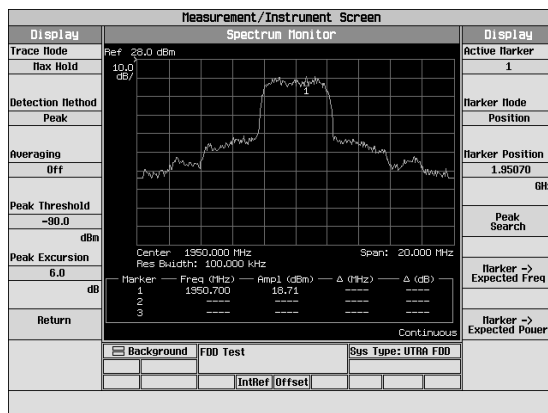 Measurement/Instrument Screen
Display
Spectrum Monitor
Display
Trace Mode
Max Hold
Detection Method
Peak
Averaging
Off
Peak Threshold
-90.0
dBm
Peak Excursion
6.0
dB
Return
Ref 28.0 dBm
10.0
dB/
1
Center 1950.000 MHz
Span: 20.000 MHz
Res Bwidth: 100.000 kHz
Marker Freq (MHz) Ampl (dBm) Δ (MHz) Δ (dB)
1 1950.700 18.71 ---- ----
2 ---- ---- ---- ----
3 ---- ---- ---- ----
Continuous
Active Marker
1
Marker Mode
Position
Marker Position
1.95070
GH
Peak
Search
Marker ->
Expected Freq
Marker ->
Expected Power
Background
FDD Test
Sys Type: UTRA FDD
IntRef Offset